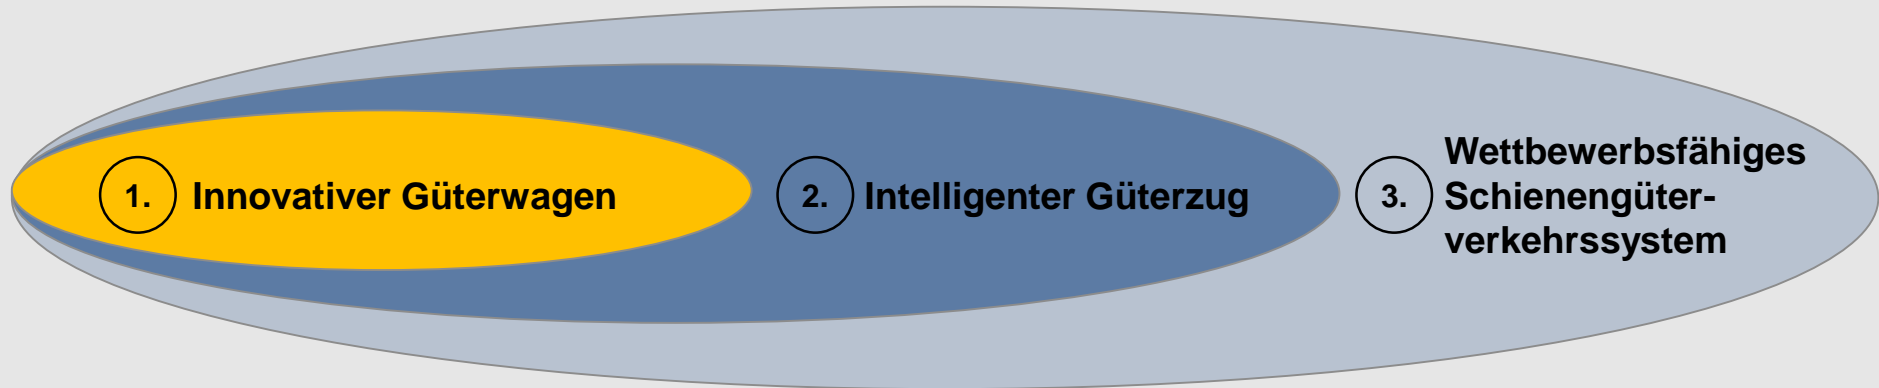 1. Innovativer Güterwagen
2. Intelligenter Güterzug
3. Wettbewerbsfähiges
Schienengüter-
verkehrssystem